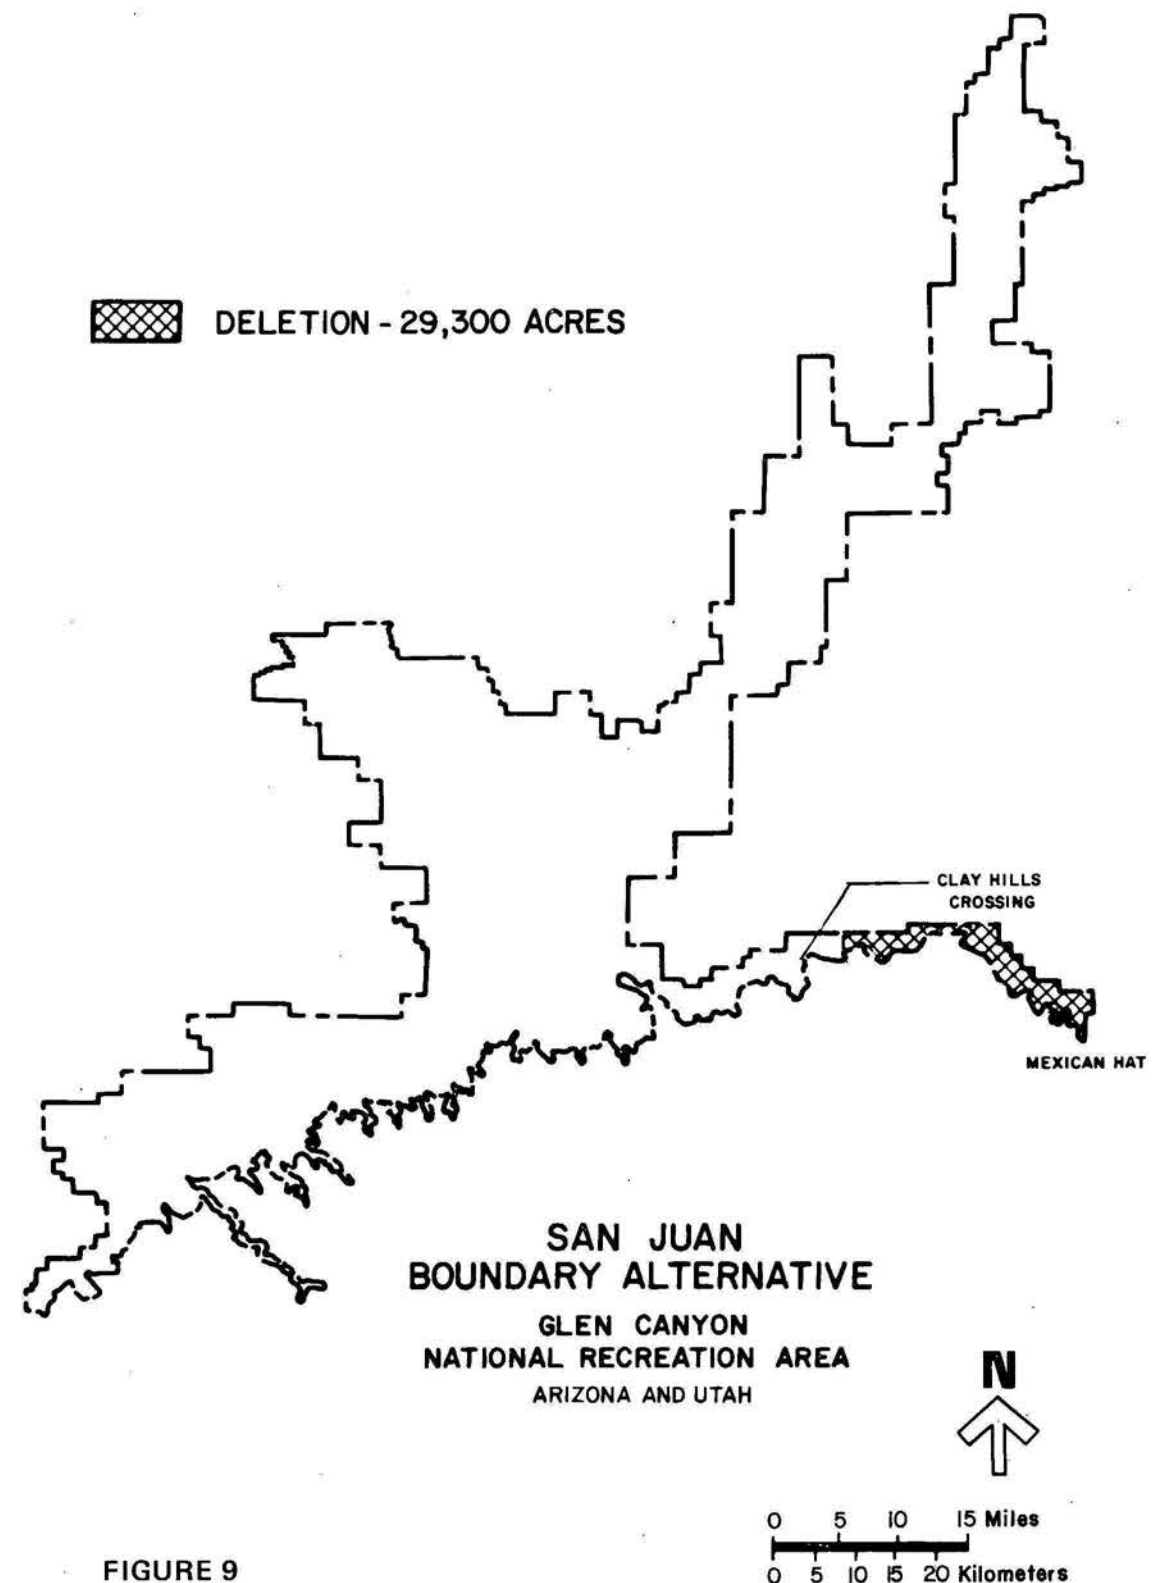 DELETION - 29,300 ACRES
CLAY HILLS
CROSSING
MEXICAN HAT
SAN JUAN
BOUNDARY ALTERNATIVE
GLEN CANYON
NATIONAL RECREATION AREA
ARIZONA AND UTAH
N
0 5 10 15 Miles
0 5 10 15 20 Kilometers
FIGURE 9